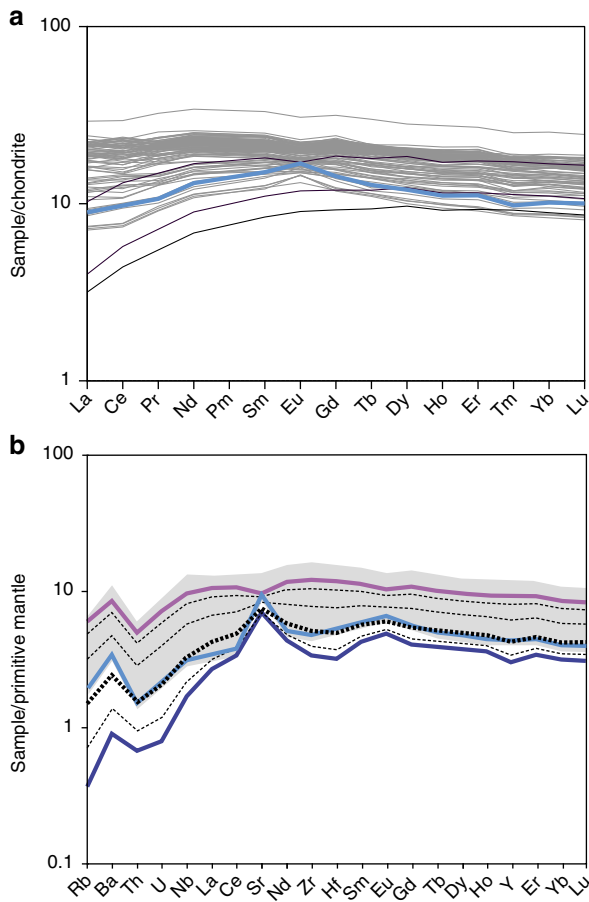 a
100
10
1
Sample/chondrite
La Ce Pr Nd Pm Sm Eu Gd Tb Dy Ho Er Tm Yb Lu
b
100
10
1
0.1
Sample/primitive mantle
Rb Ba Th U Nb La Ce Sr Nd Zr Hf Sm Eu Gd Tb Dy Ho Y Er Yb Lu